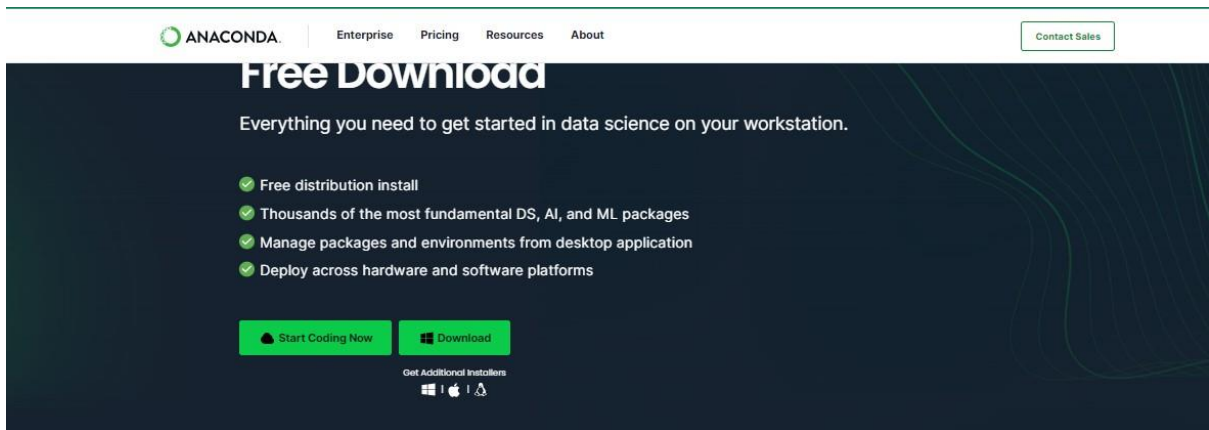 ANACONDA. Enterprise Pricing Resources About Contact Sales
Free Download
Everything you need to get started in data science on your workstation.
Free distribution install
Thousands of the most fundamental DS, AI, and ML packages
Manage packages and environments from desktop application
Deploy across hardware and software platforms
Start Coding Now Download
Get Additional Installers